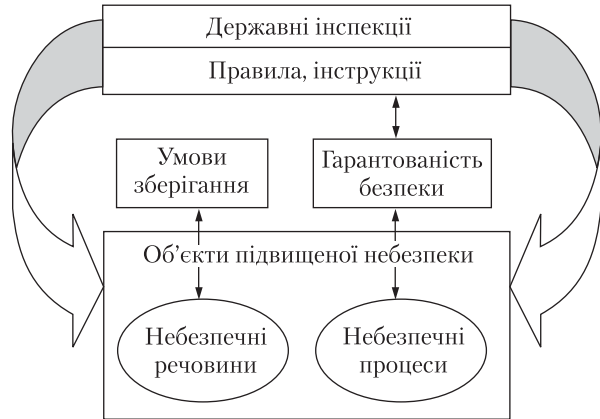 Державні інспекції
Правила, інструкції
Умови
зберігання
Гарантованість
безпеки
Об’єкти підвищеної небезпеки
Небезпечні
речовини
Небезпечні
процеси